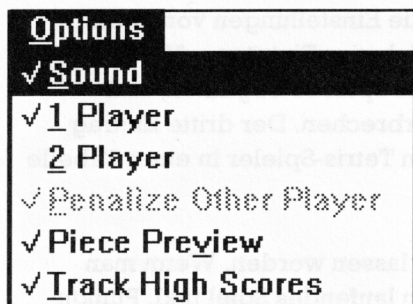 Options
√ Sound
√ 1 Player
2 Player
√ Penalize Other Player
√ Piece Preview
√ Track High Scores